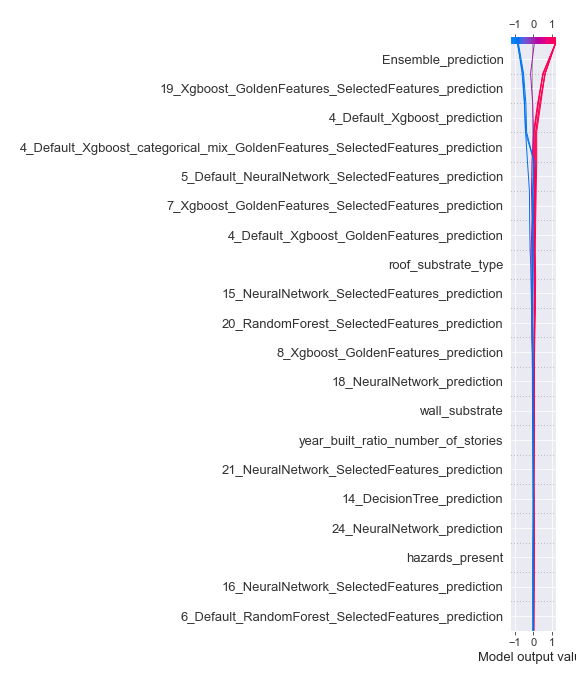 −1 0 1
Ensemble_prediction
19_Xgboost_GoldenFeatures_SelectedFeatures_prediction
4_Default_Xgboost_prediction
4_Default_Xgboost_categorical_mix_GoldenFeatures_SelectedFeatures_prediction
5_Default_NeuralNetwork_SelectedFeatures_prediction
7_Xgboost_GoldenFeatures_SelectedFeatures_prediction
4_Default_Xgboost_GoldenFeatures_prediction
roof_substrate_type
15_NeuralNetwork_SelectedFeatures_prediction
20_RandomForest_SelectedFeatures_prediction
8_Xgboost_GoldenFeatures_prediction
18_NeuralNetwork_prediction
wall_substrate
year_built_ratio_number_of_stories
21_NeuralNetwork_SelectedFeatures_prediction
14_DecisionTree_prediction
24_NeuralNetwork_prediction
hazards_present
16_NeuralNetwork_SelectedFeatures_prediction
6_Default_RandomForest_SelectedFeatures_prediction
−1 0 1
Model output valu